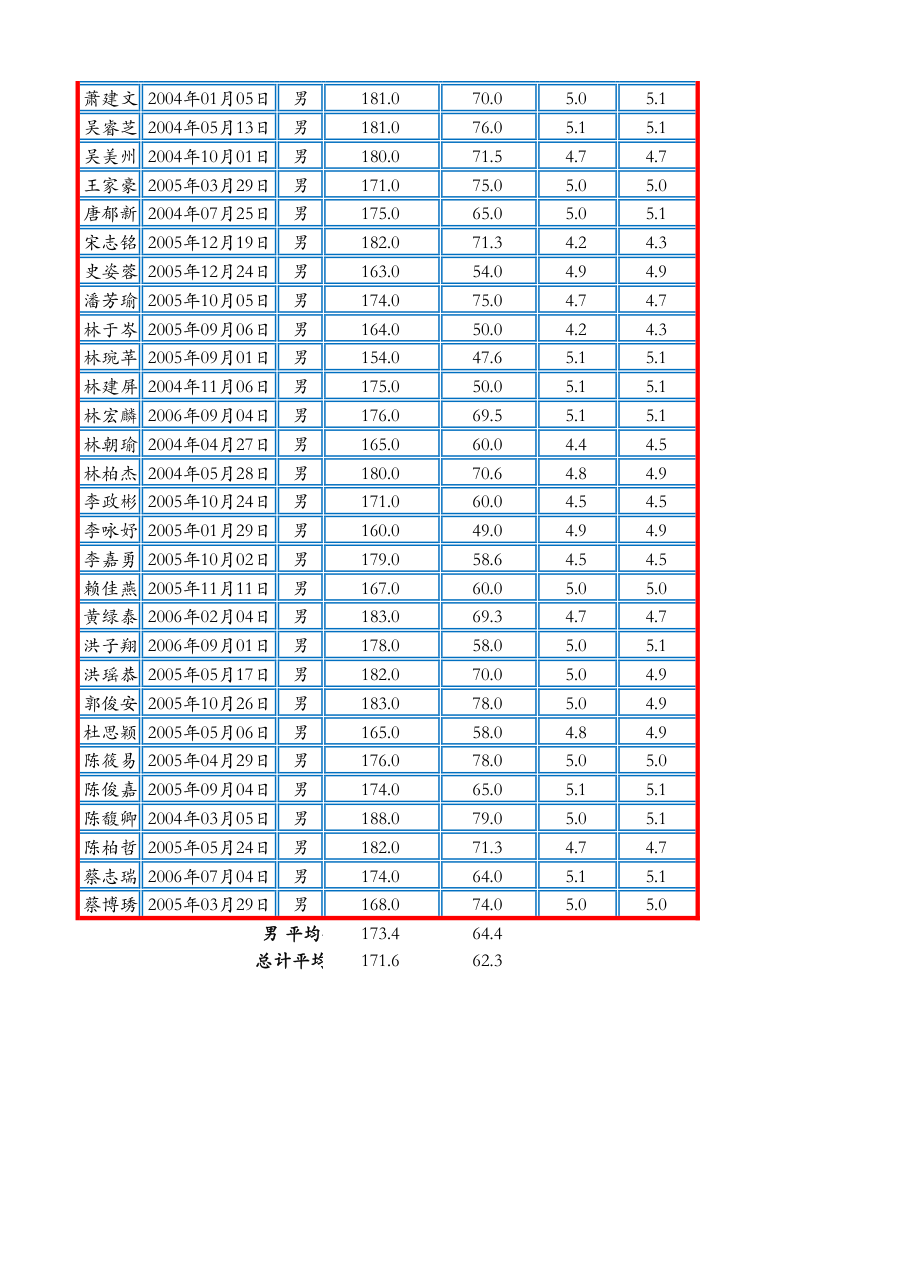 萧建文 2004年01月05日 男 181.0 70.0 5.0 5.1
吴睿芝 2004年05月13日 男 181.0 76.0 5.1 5.1
吴美州 2004年10月01日 男 180.0 71.5 4.7 4.7
王家豪 2005年03月29日 男 171.0 75.0 5.0 5.0
唐郁新 2004年07月25日 男 175.0 65.0 5.0 5.1
宋志铭 2005年12月19日 男 182.0 71.3 4.2 4.3
史姿蓉 2005年12月24日 男 163.0 54.0 4.9 4.9
潘芳瑜 2005年10月05日 男 174.0 75.0 4.7 4.7
林于岑 2005年09月06日 男 164.0 50.0 4.2 4.3
林琬苹 2005年09月01日 男 154.0 47.6 5.1 5.1
林建屏 2004年11月06日 男 175.0 50.0 5.1 5.1
林宏麟 2006年09月04日 男 176.0 69.5 5.1 5.1
林朝瑜 2004年04月27日 男 165.0 60.0 4.4 4.5
林柏杰 2004年05月28日 男 180.0 70.6 4.8 4.9
李政彬 2005年10月24日 男 171.0 60.0 4.5 4.5
李咏妤 2005年01月29日 男 160.0 49.0 4.9 4.9
李嘉勇 2005年10月02日 男 179.0 58.6 4.5 4.5
赖佳燕 2005年11月11日 男 167.0 60.0 5.0 5.0
黄绿泰 2006年02月04日 男 183.0 69.3 4.7 4.7
洪子翔 2006年09月01日 男 178.0 58.0 5.0 5.1
洪瑶恭 2005年05月17日 男 182.0 70.0 5.0 4.9
郭俊安 2005年10月26日 男 183.0 78.0 5.0 4.9
杜思颖 2005年05月06日 男 165.0 58.0 4.8 4.9
陈筱易 2005年04月29日 男 176.0 78.0 5.0 5.0
陈俊嘉 2005年09月04日 男 174.0 65.0 5.1 5.1
陈馥卿 2004年03月05日 男 188.0 79.0 5.0 5.1
陈柏哲 2005年05月24日 男 182.0 71.3 4.7 4.7
蔡志瑞 2006年07月04日 男 174.0 64.0 5.1 5.1
蔡博琇 2005年03月29日 男 168.0 74.0 5.0 5.0
男 平均 173.4 64.4
总计平均 171.6 62.3